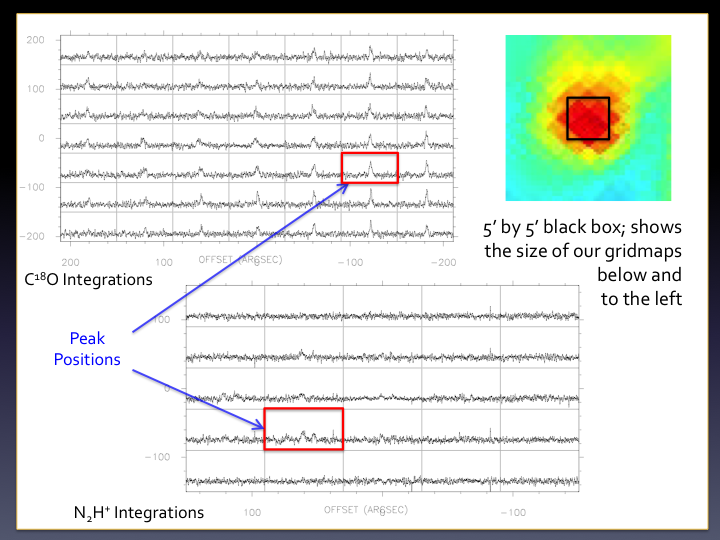 200
100
0
−100
−200
200
100
OFFSET (ARCSEC)
0
−100
−200
C¹⁸O Integrations
5’ by 5’ black box; shows
the size of our gridmaps
below and
to the left
Peak
Positions
100
0
−100
N₂H⁺ Integrations
100
OFFSET (ARCSEC)
0
−100